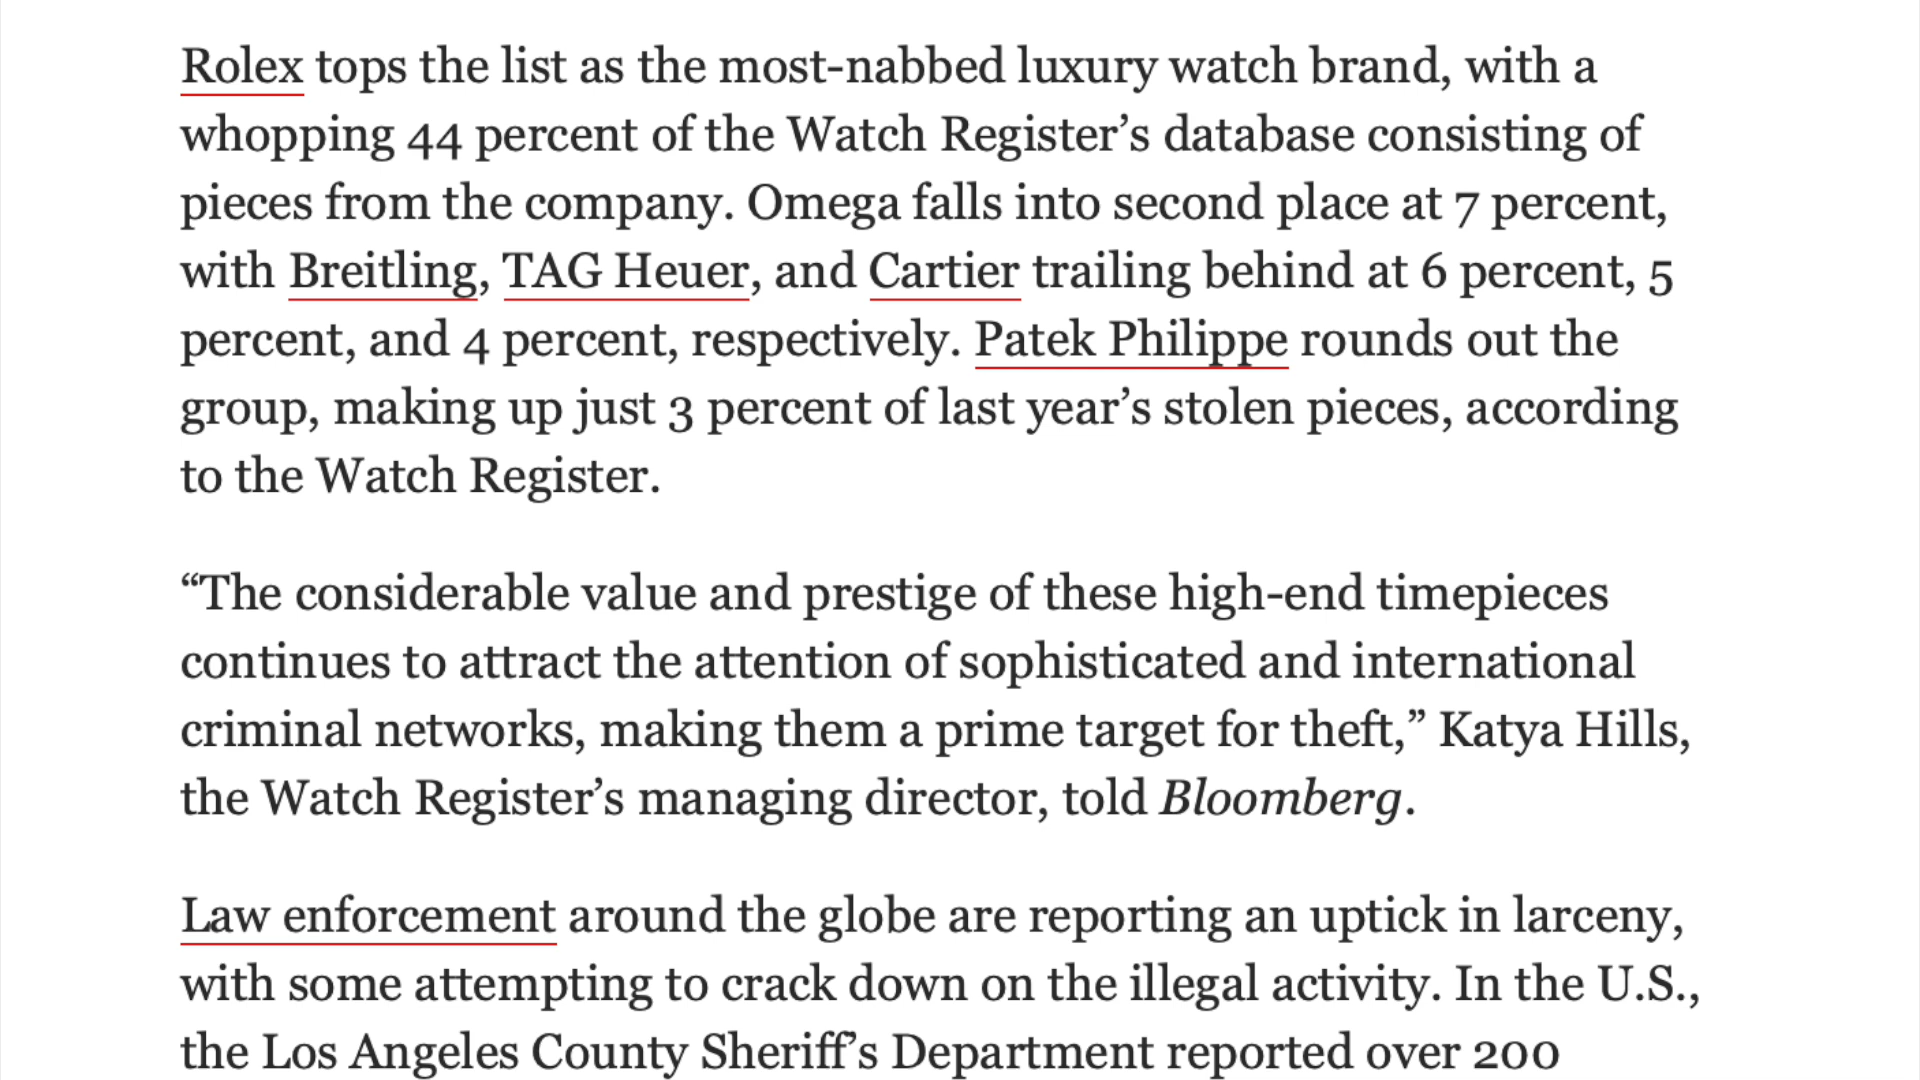 Rolex tops the list as the most-nabbed luxury watch brand, with a
whopping 44 percent of the Watch Register’s database consisting of
pieces from the company. Omega falls into second place at 7 percent,
with Breitling, TAG Heuer, and Cartier trailing behind at 6 percent, 5
percent, and 4 percent, respectively. Patek Philippe rounds out the
group, making up just 3 percent of last year’s stolen pieces, according
to the Watch Register.
“The considerable value and prestige of these high-end timepieces
continues to attract the attention of sophisticated and international
criminal networks, making them a prime target for theft,” Katya Hills,
the Watch Register’s managing director, told Bloomberg.
Law enforcement around the globe are reporting an uptick in larceny,
with some attempting to crack down on the illegal activity. In the U.S.,
the Los Angeles County Sheriff’s Department reported over 200